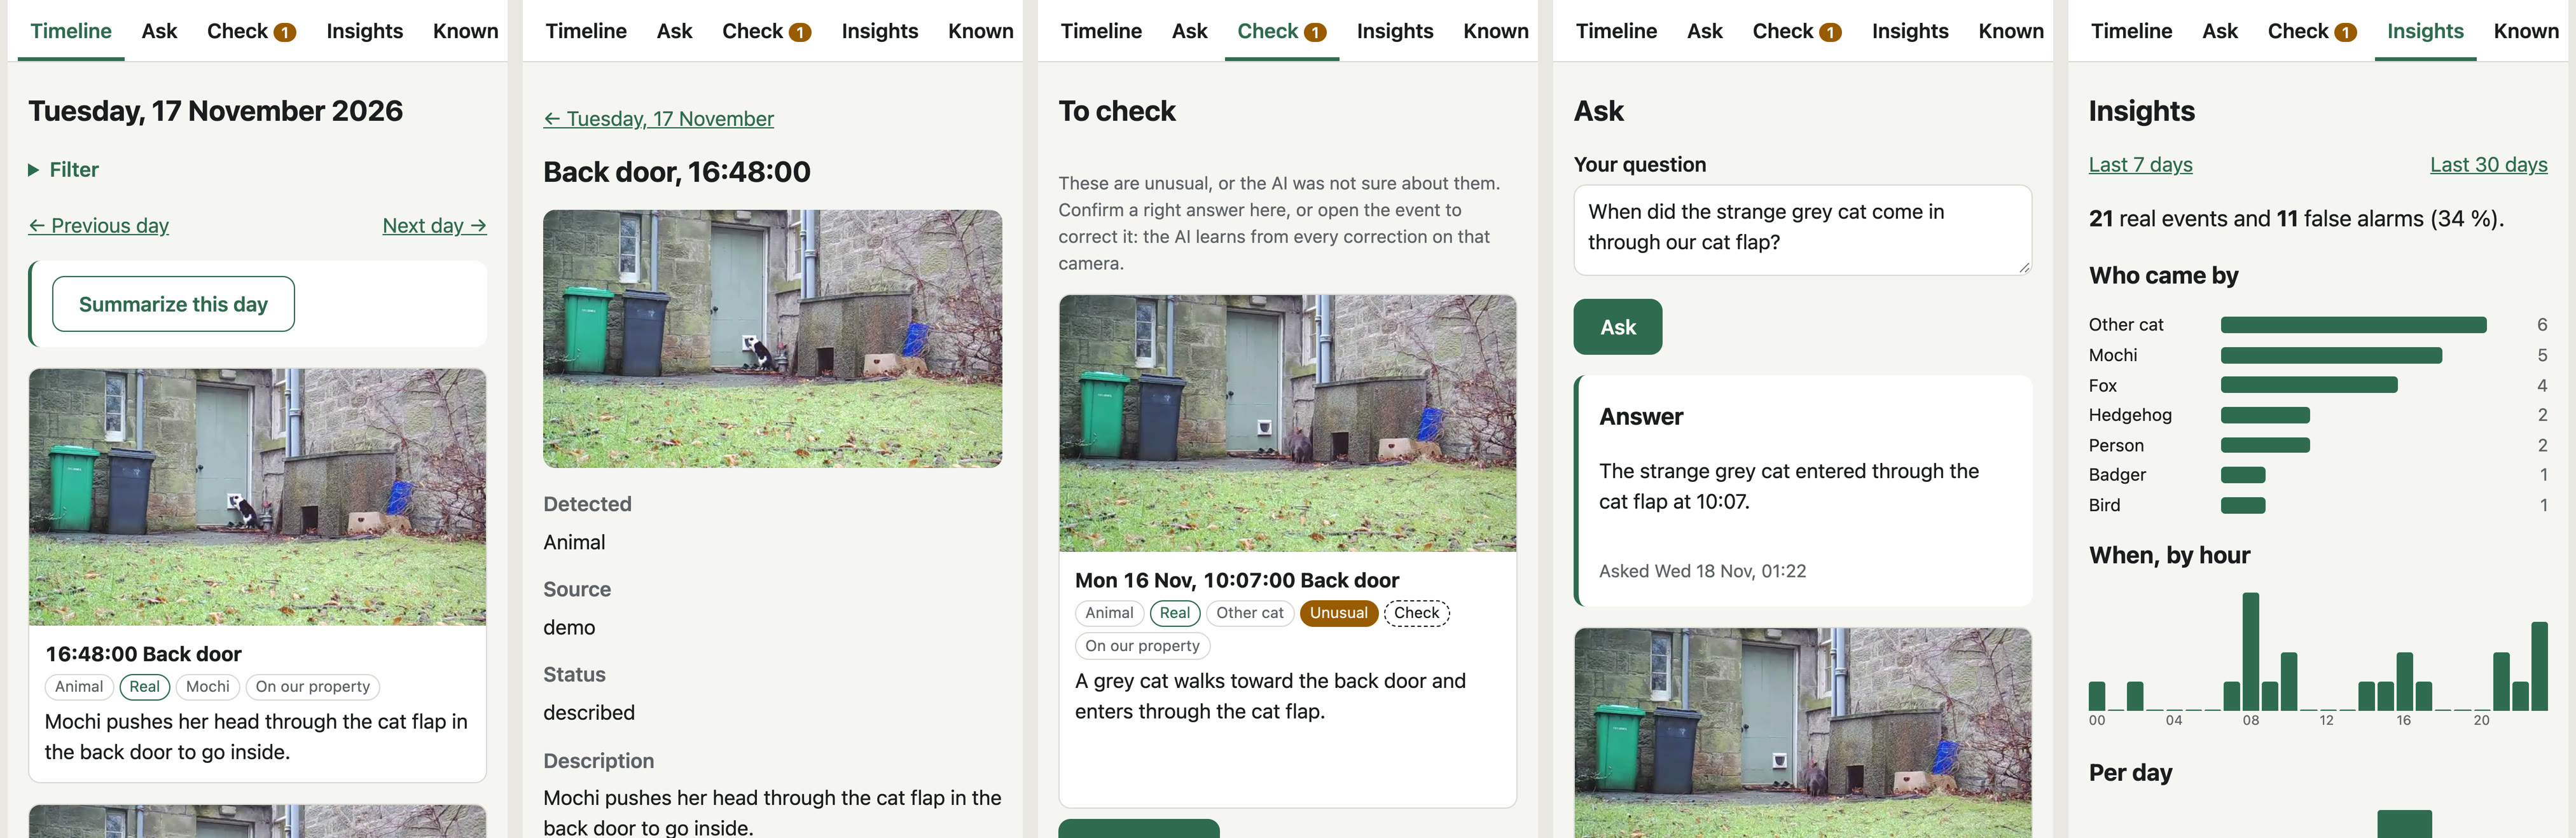 Timeline Ask Check 1 Insights Known
Tuesday, 17 November 2026
▶ Filter
← Previous day Next day →
Summarize this day
16:48:00 Back door
Animal Real Mochi On our property
Mochi pushes her head through the cat flap in
the back door to go inside.
Timeline Ask Check 1 Insights Known
← Tuesday, 17 November
Back door, 16:48:00
Detected
Animal
Source
demo
Status
described
Description
Mochi pushes her head through the cat flap in the
back door to go inside.
Timeline Ask Check 1 Insights Known
To check
These are unusual, or the AI was not sure about them.
Confirm a right answer here, or open the event to
correct it: the AI learns from every correction on that
camera.
Mon 16 Nov, 10:07:00 Back door
Animal Real Other cat Unusual Check
On our property
A grey cat walks toward the back door and
enters through the cat flap.
Timeline Ask Check 1 Insights Known
Ask
Your question
When did the strange grey cat come in
through our cat flap?
Ask
Answer
The strange grey cat entered through the
cat flap at 10:07.
Asked Wed 18 Nov, 01:22
Timeline Ask Check 1 Insights Known
Insights
Last 7 days Last 30 days
21 real events and 11 false alarms (34 %).
Who came by
Other cat 6
Mochi 5
Fox 4
Hedgehog 2
Person 2
Badger 1
Bird 1
When, by hour
00 04 08 12 16 20
Per day